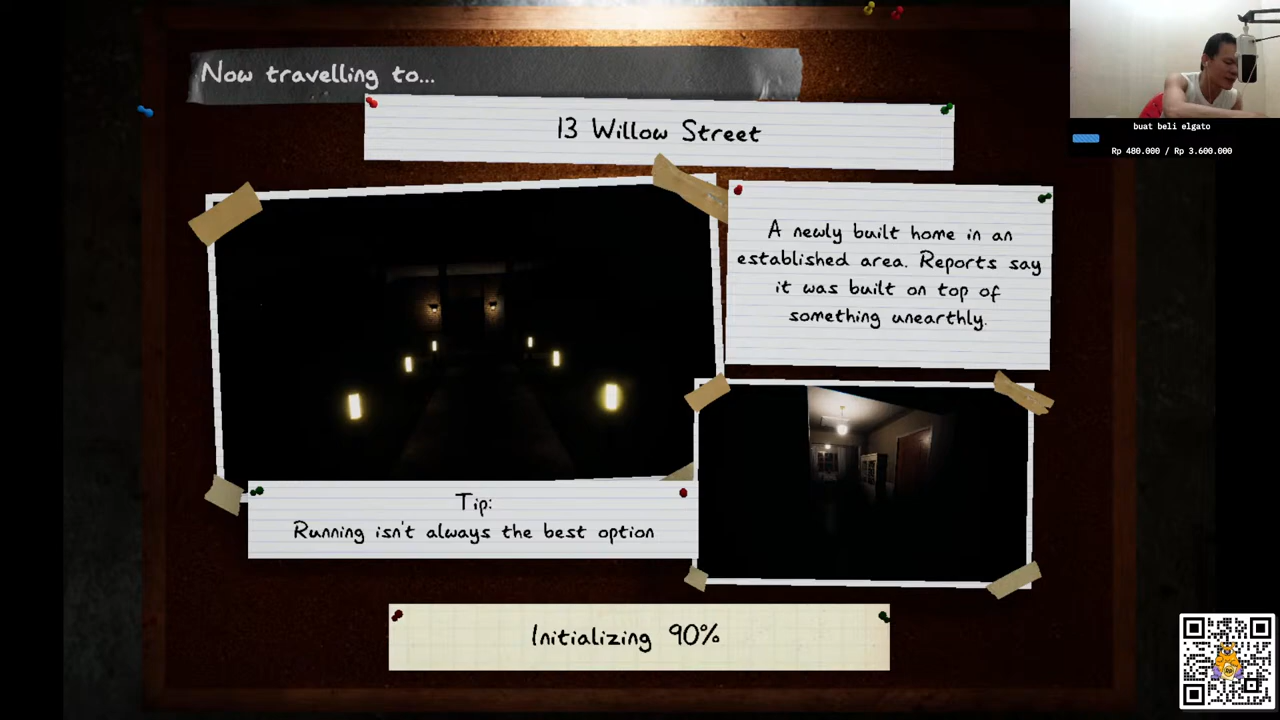 Now travelling to...
13 Willow Street
A newly built home in an
established area. Reports say
it was built on top of
something unearthly.
Tip:
Running isn't always the best option
Initializing 90%
buat beli elgato
Rp 480.000 / Rp 3.600.000